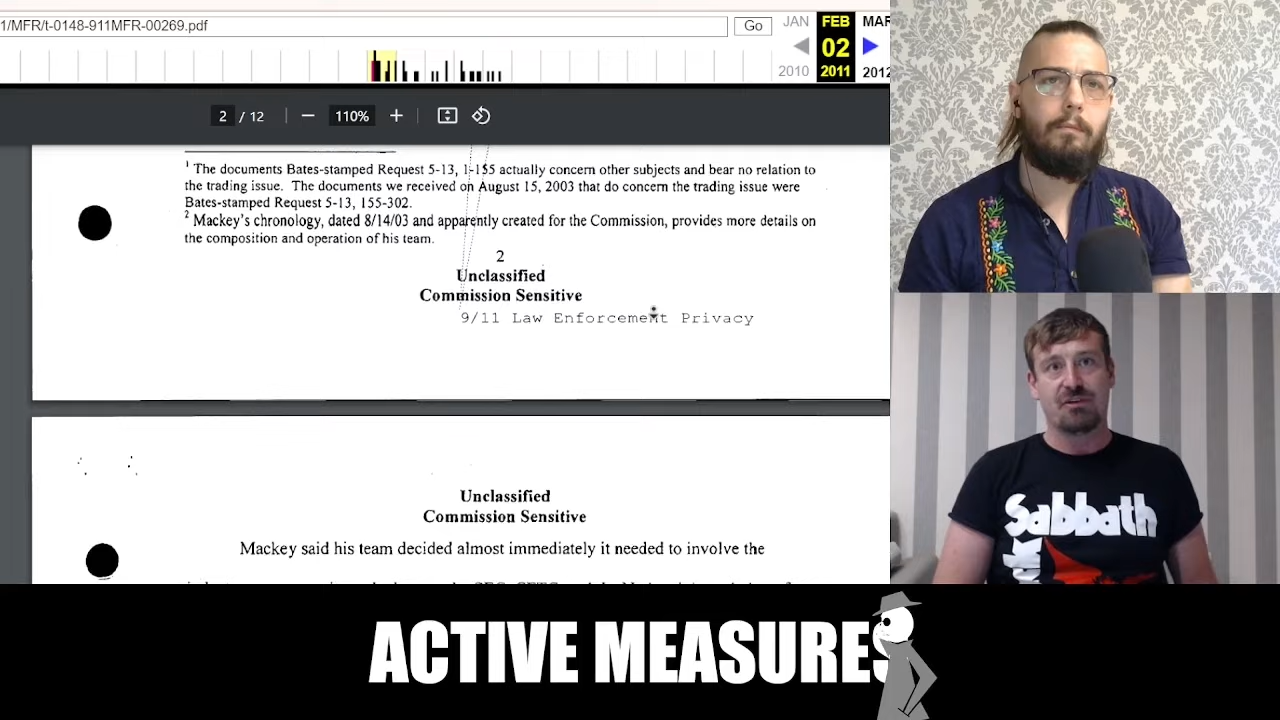 1/MFR/t-0148-911MFR-00269.pdf
Go
JAN
FEB
MAR
02
2010
2011
2012
2 / 12
110%
1 The documents Bates-stamped Request 5-13, 1-155 actually concern other subjects and bear no relation to
the trading issue. The documents we received on August 15, 2003 that do concern the trading issue were
Bates-stamped Request 5-13, 155-302.
2 Mackey's chronology, dated 8/14/03 and apparently created for the Commission, provides more details on
the composition and operation of his team.
2
Unclassified
Commission Sensitive
9/11 Law Enforcement Privacy
Unclassified
Commission Sensitive
Mackey said his team decided almost immediately it needed to involve the
Sabbath
ACTIVE MEASURES